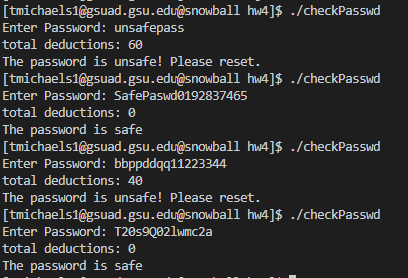 [tmichaels1@gsuad.gsu.edu@snowball hw4]$ ./checkPasswd
Enter Password: unsafepass
total deductions: 60
The password is unsafe! Please reset.
[tmichaels1@gsuad.gsu.edu@snowball hw4]$ ./checkPasswd
Enter Password: SafePaswd0192837465
total deductions: 0
The password is safe
[tmichaels1@gsuad.gsu.edu@snowball hw4]$ ./checkPasswd
Enter Password: bbppddqq11223344
total deductions: 40
The password is unsafe! Please reset.
[tmichaels1@gsuad.gsu.edu@snowball hw4]$ ./checkPasswd
Enter Password: T20s9Q02lwmc2a
total deductions: 0
The password is safe